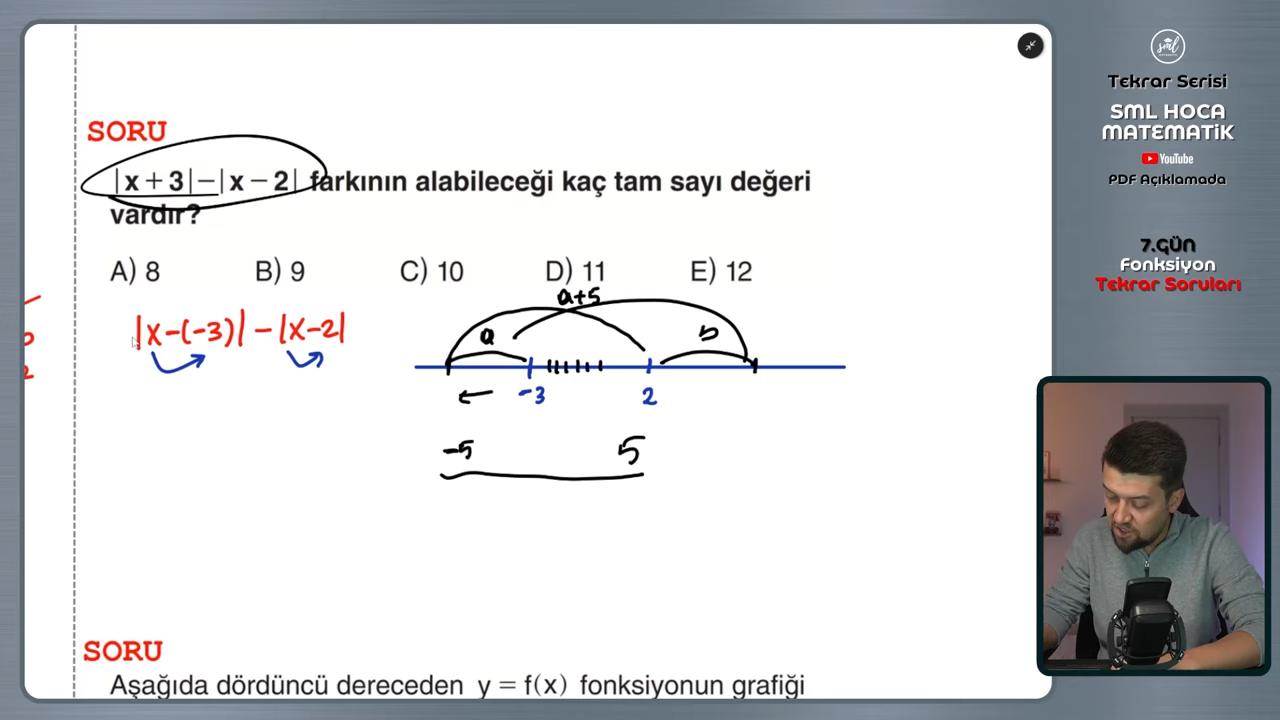 SORU
|x + 3| − |x − 2| farkının alabileceği kaç tam sayı değeri
vardır?
A) 8 B) 9 C) 10 D) 11 E) 12
|x-(-3)| - |x-2|
a+5
a
b
-3 2
-5 5
SORU
Aşağıda dördüncü dereceden y = f(x) fonksiyonun grafiği
sml
Tekrar Serisi
SML HOCA
MATEMATİK
YouTube
PDF Açıklamada
7.GÜN
Fonksiyon
Tekrar Soruları